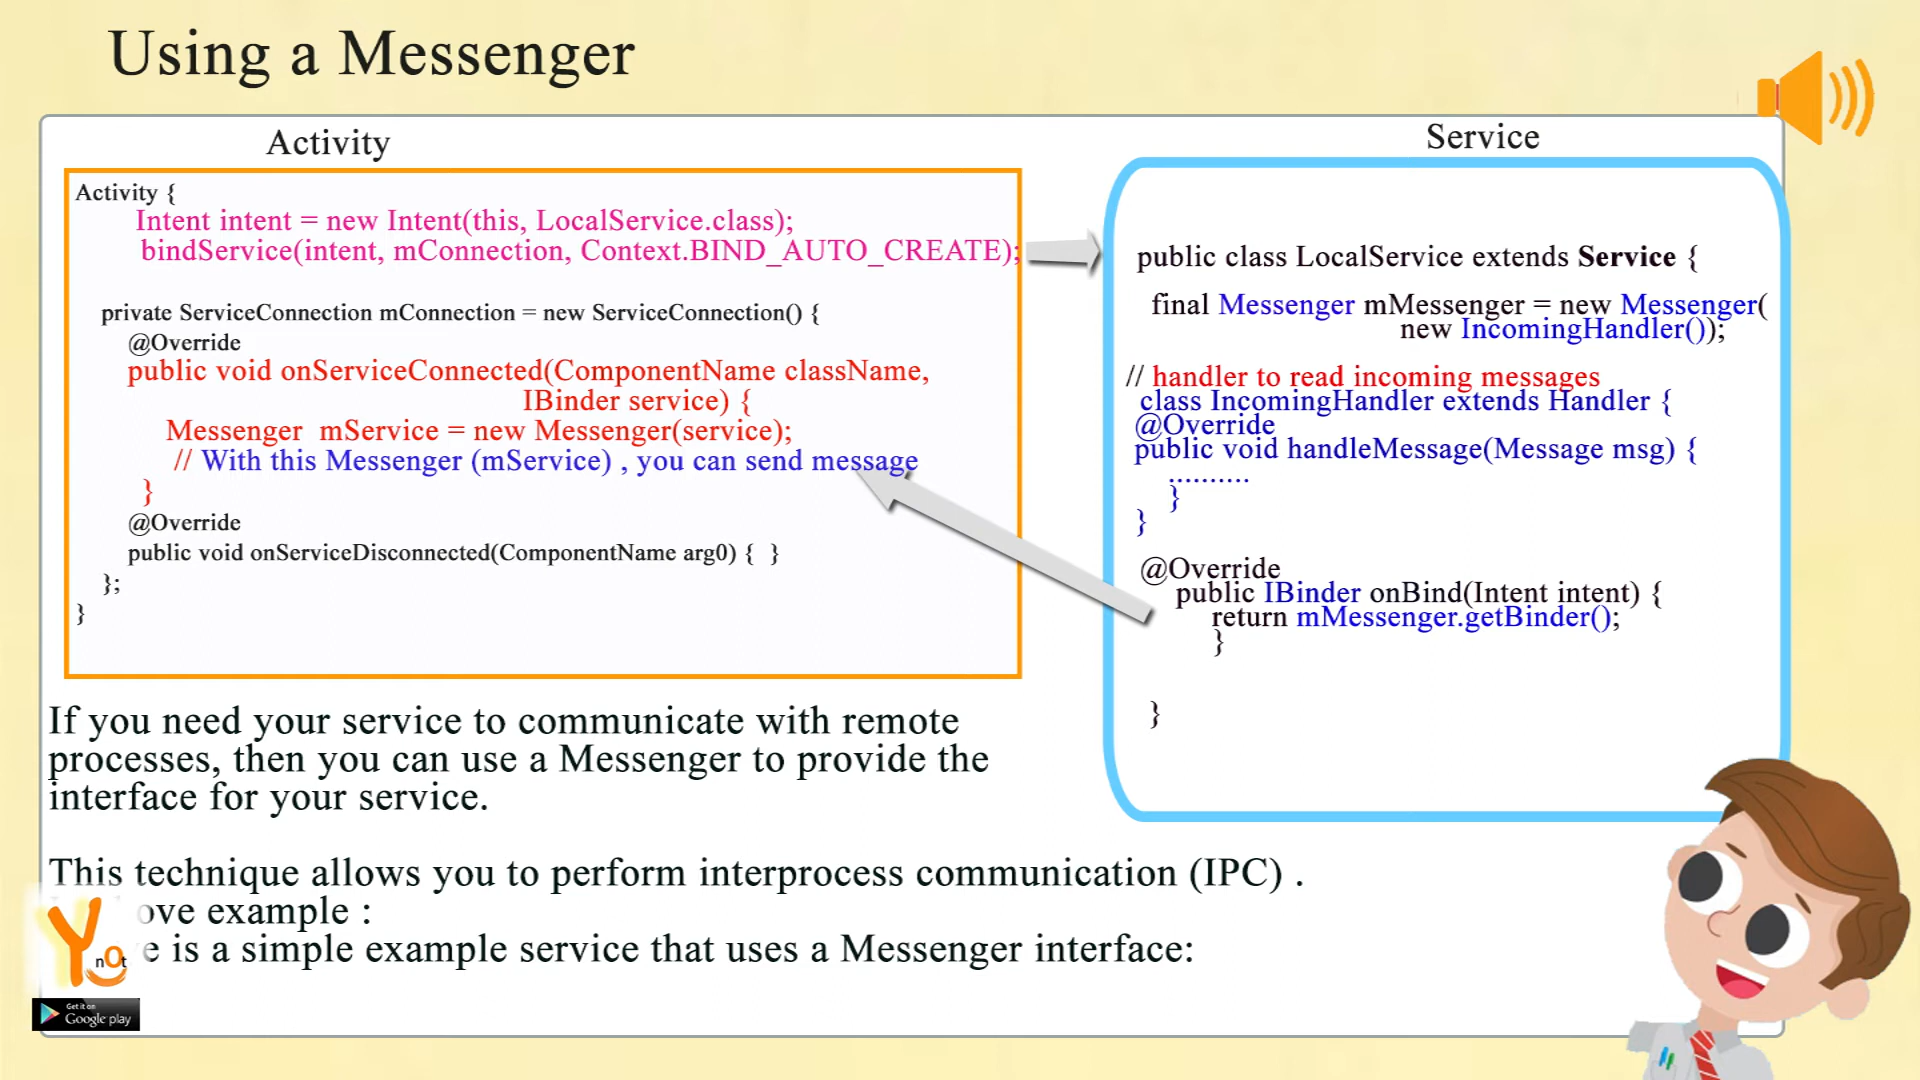 Using a Messenger
Activity
Activity {
Intent intent = new Intent(this, LocalService.class);
bindService(intent, mConnection, Context.BIND_AUTO_CREATE);
private ServiceConnection mConnection = new ServiceConnection() {
@Override
public void onServiceConnected(ComponentName className,
IBinder service) {
Messenger mService = new Messenger(service);
// With this Messenger (mService) , you can send message
}
@Override
public void onServiceDisconnected(ComponentName arg0) { }
};
}
Service
public class LocalService extends Service {
final Messenger mMessenger = new Messenger(
new IncomingHandler());
// handler to read incoming messages
class IncomingHandler extends Handler {
@Override
public void handleMessage(Message msg) {
..........
}
}
@Override
public IBinder onBind(Intent intent) {
return mMessenger.getBinder();
}
}
If you need your service to communicate with remote
processes, then you can use a Messenger to provide the
interface for your service.
This technique allows you to perform interprocess communication (IPC) .
ove example :
e is a simple example service that uses a Messenger interface:
Y nOt
Get it on
Google play